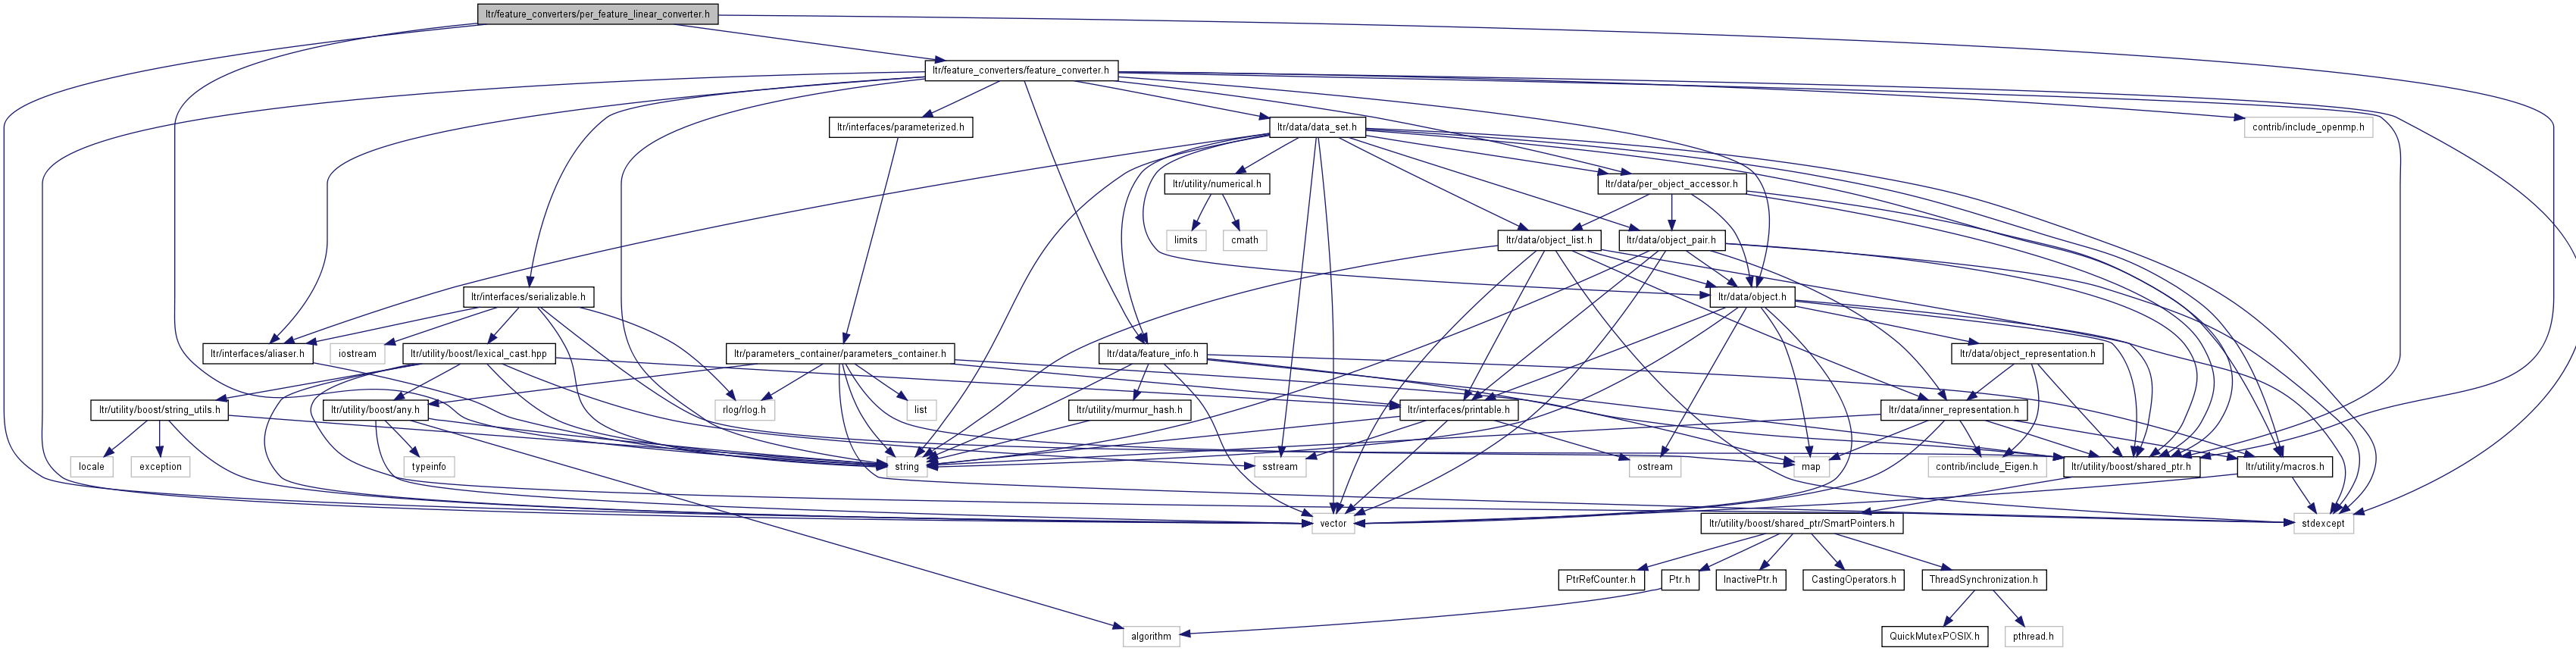 ltr/feature_converters/per_feature_linear_converter.h
ltr/feature_converters/feature_converter.h
ltr/interfaces/parameterized.h
ltr/data/data_set.h
contrib/include_openmp.h
ltr/utility/numerical.h
ltr/data/per_object_accessor.h
limits
cmath
ltr/data/object_list.h
ltr/data/object_pair.h
ltr/interfaces/serializable.h
ltr/data/object.h
ltr/interfaces/aliaser.h
iostream
ltr/utility/boost/lexical_cast.hpp
ltr/parameters_container/parameters_container.h
ltr/data/feature_info.h
ltr/data/object_representation.h
ltr/utility/boost/string_utils.h
ltr/utility/boost/any.h
rlog/rlog.h
list
ltr/utility/murmur_hash.h
ltr/interfaces/printable.h
ltr/data/inner_representation.h
locale
exception
typeinfo
string
sstream
ostream
map
contrib/include_Eigen.h
ltr/utility/boost/shared_ptr.h
ltr/utility/macros.h
vector
ltr/utility/boost/shared_ptr/SmartPointers.h
stdexcept
PtrRefCounter.h
Ptr.h
InactivePtr.h
CastingOperators.h
ThreadSynchronization.h
algorithm
QuickMutexPOSIX.h
pthread.h